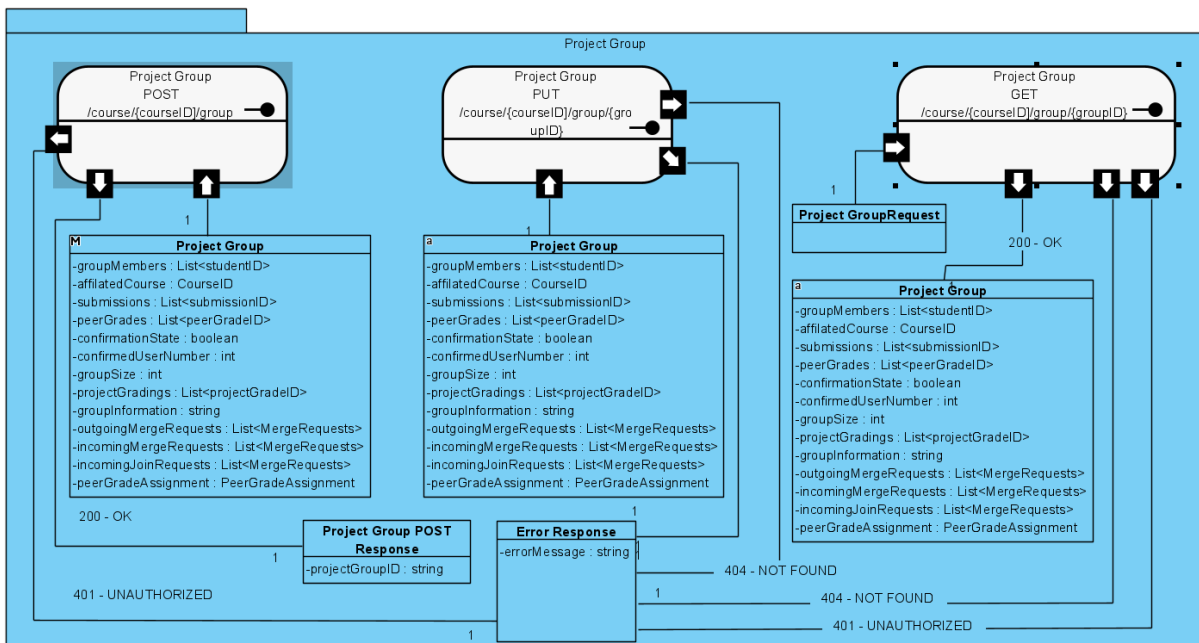 Project Group
Project Group
POST
/course/{courseID]/group
Project Group
PUT
/course/{courseID]/group/{gro
upID}
Project Group
GET
/course/{courseID]/group/{groupID}
1
M
Project Group
-groupMembers : List<studentID>
-affilatedCourse : CourseID
-submissions : List<submissionID>
-peerGrades : List<peerGradeID>
-confirmationState : boolean
-confirmedUserNumber : int
-groupSize : int
-projectGradings : List<projectGradeID>
-groupInformation : string
-outgoingMergeRequests : List<MergeRequests>
-incomingMergeRequests : List<MergeRequests>
-incomingJoinRequests : List<MergeRequests>
-peerGradeAssignment : PeerGradeAssignment
1
a
Project Group
-groupMembers : List<studentID>
-affilatedCourse : CourseID
-submissions : List<submissionID>
-peerGrades : List<peerGradeID>
-confirmationState : boolean
-confirmedUserNumber : int
-groupSize : int
-projectGradings : List<projectGradeID>
-groupInformation : string
-outgoingMergeRequests : List<MergeRequests>
-incomingMergeRequests : List<MergeRequests>
-incomingJoinRequests : List<MergeRequests>
-peerGradeAssignment : PeerGradeAssignment
1
Project GroupRequest
200 - OK
1
a
Project Group
-groupMembers : List<studentID>
-affilatedCourse : CourseID
-submissions : List<submissionID>
-peerGrades : List<peerGradeID>
-confirmationState : boolean
-confirmedUserNumber : int
-groupSize : int
-projectGradings : List<projectGradeID>
-groupInformation : string
-outgoingMergeRequests : List<MergeRequests>
-incomingMergeRequests : List<MergeRequests>
-incomingJoinRequests : List<MergeRequests>
-peerGradeAssignment : PeerGradeAssignment
200 - OK
1
Project Group POST
Response
-projectGroupID : string
1
Error Response
-errorMessage : string
1
404 - NOT FOUND
401 - UNAUTHORIZED
1
404 - NOT FOUND
1
401 - UNAUTHORIZED